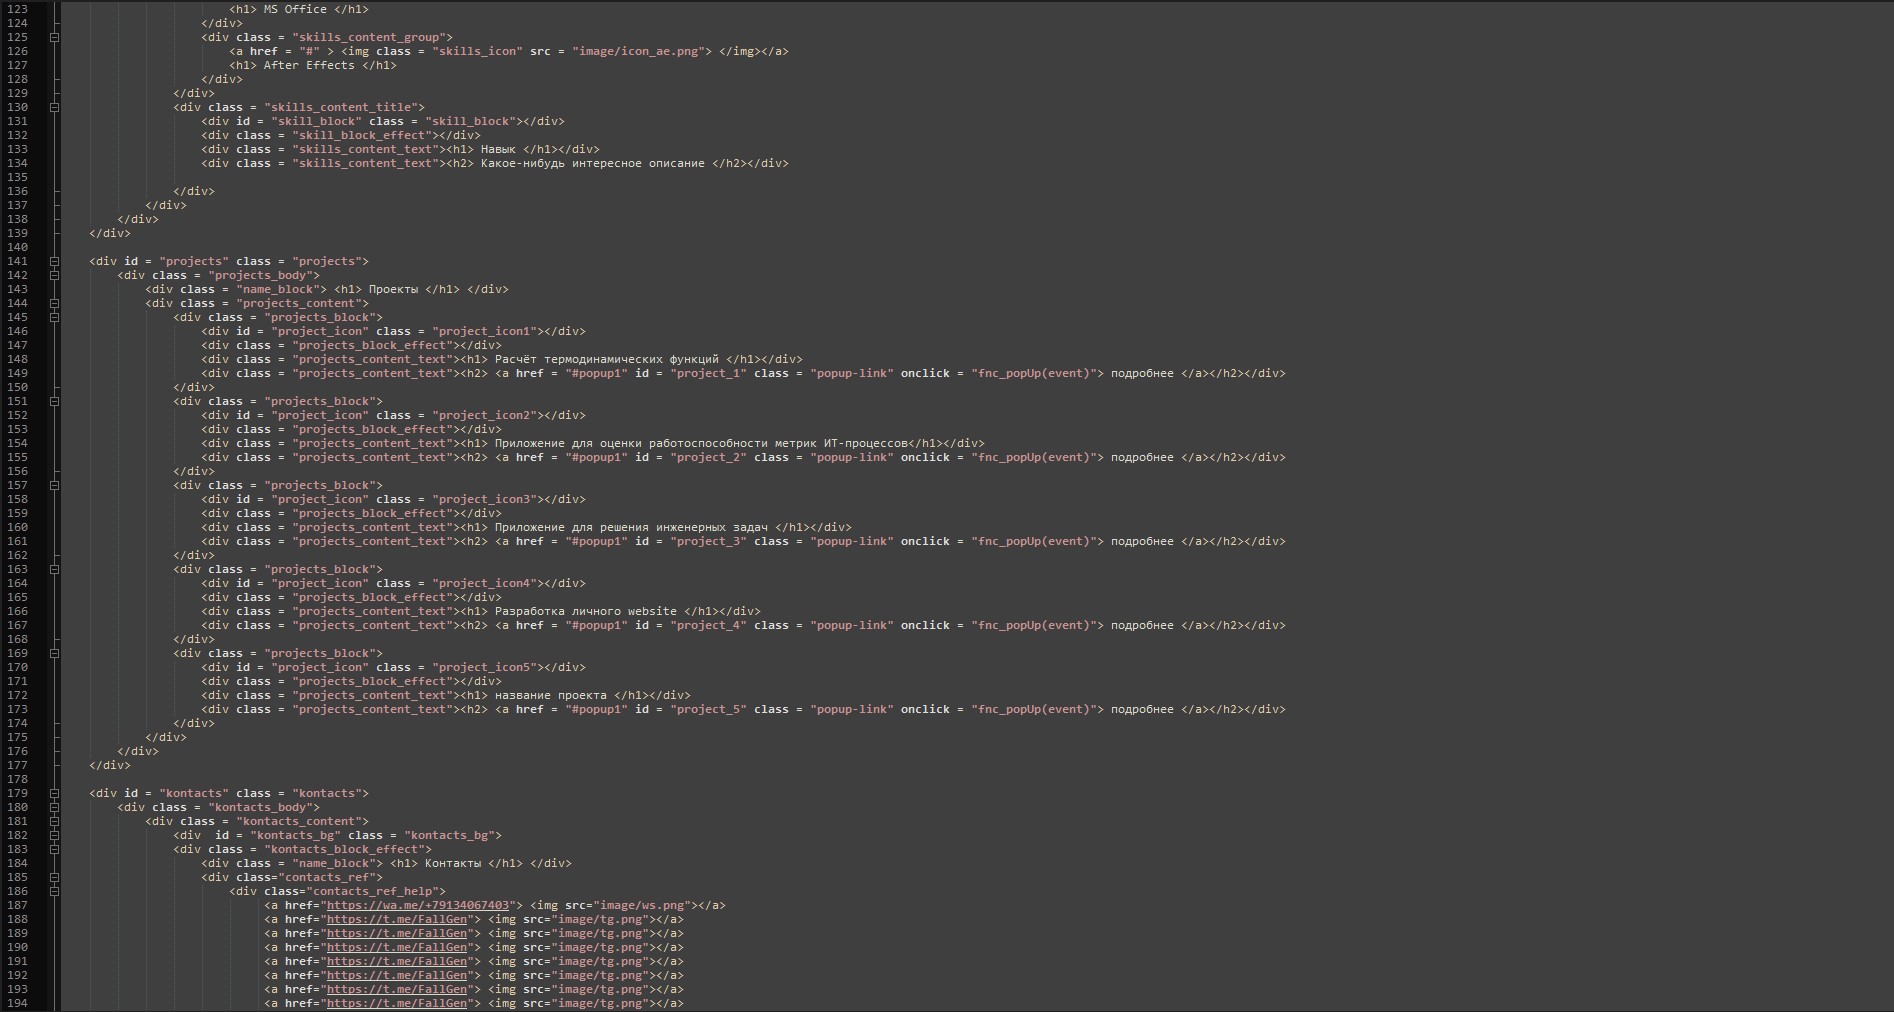 123 <h1> MS Office </h1>
124 </div>
125 <div class = "skills_content_group">
126 <a href = "#" > <img class = "skills_icon" src = "image/icon_ae.png"> </img></a>
127 <h1> After Effects </h1>
128 </div>
129 </div>
130 <div class = "skills_content_title">
131 <div id = "skill_block" class = "skill_block"></div>
132 <div class = "skill_block_effect"></div>
133 <div class = "skills_content_text"><h1> Навык </h1></div>
134 <div class = "skills_content_text"><h2> Какое-нибудь интересное описание </h2></div>
135
136 </div>
137 </div>
138 </div>
139 </div>
140
141 <div id = "projects" class = "projects">
142 <div class = "projects_body">
143 <div class = "name_block"> <h1> Проекты </h1> </div>
144 <div class = "projects_content">
145 <div class = "projects_block">
146 <div id = "project_icon" class = "project_icon1"></div>
147 <div class = "projects_block_effect"></div>
148 <div class = "projects_content_text"><h1> Расчёт термодинамических функций </h1></div>
149 <div class = "projects_content_text"><h2> <a href = "#popup1" id = "project_1" class = "popup-link" onclick = "fnc_popUp(event)"> подробнее </a></h2></div>
150 </div>
151 <div class = "projects_block">
152 <div id = "project_icon" class = "project_icon2"></div>
153 <div class = "projects_block_effect"></div>
154 <div class = "projects_content_text"><h1> Приложение для оценки работоспособности метрик ИТ-процессов</h1></div>
155 <div class = "projects_content_text"><h2> <a href = "#popup1" id = "project_2" class = "popup-link" onclick = "fnc_popUp(event)"> подробнее </a></h2></div>
156 </div>
157 <div class = "projects_block">
158 <div id = "project_icon" class = "project_icon3"></div>
159 <div class = "projects_block_effect"></div>
160 <div class = "projects_content_text"><h1> Приложение для решения инженерных задач </h1></div>
161 <div class = "projects_content_text"><h2> <a href = "#popup1" id = "project_3" class = "popup-link" onclick = "fnc_popUp(event)"> подробнее </a></h2></div>
162 </div>
163 <div class = "projects_block">
164 <div id = "project_icon" class = "project_icon4"></div>
165 <div class = "projects_block_effect"></div>
166 <div class = "projects_content_text"><h1> Разработка личного website </h1></div>
167 <div class = "projects_content_text"><h2> <a href = "#popup1" id = "project_4" class = "popup-link" onclick = "fnc_popUp(event)"> подробнее </a></h2></div>
168 </div>
169 <div class = "projects_block">
170 <div id = "project_icon" class = "project_icon5"></div>
171 <div class = "projects_block_effect"></div>
172 <div class = "projects_content_text"><h1> название проекта </h1></div>
173 <div class = "projects_content_text"><h2> <a href = "#popup1" id = "project_5" class = "popup-link" onclick = "fnc_popUp(event)"> подробнее </a></h2></div>
174 </div>
175 </div>
176 </div>
177 </div>
178
179 <div id = "kontacts" class = "kontacts">
180 <div class = "kontacts_body">
181 <div class = "kontacts_content">
182 <div  id = "kontacts_bg" class = "kontacts_bg">
183 <div class = "kontacts_block_effect">
184 <div class = "name_block"> <h1> Контакты </h1> </div>
185 <div class="contacts_ref">
186 <div class="contacts_ref_help">
187 <a href="https://wa.me/+79134067403"> <img src="image/ws.png"></a>
188 <a href="https://t.me/FallGen"> <img src="image/tg.png"></a>
189 <a href="https://t.me/FallGen"> <img src="image/tg.png"></a>
190 <a href="https://t.me/FallGen"> <img src="image/tg.png"></a>
191 <a href="https://t.me/FallGen"> <img src="image/tg.png"></a>
192 <a href="https://t.me/FallGen"> <img src="image/tg.png"></a>
193 <a href="https://t.me/FallGen"> <img src="image/tg.png"></a>
194 <a href="https://t.me/FallGen"> <img src="image/tg.png"></a>